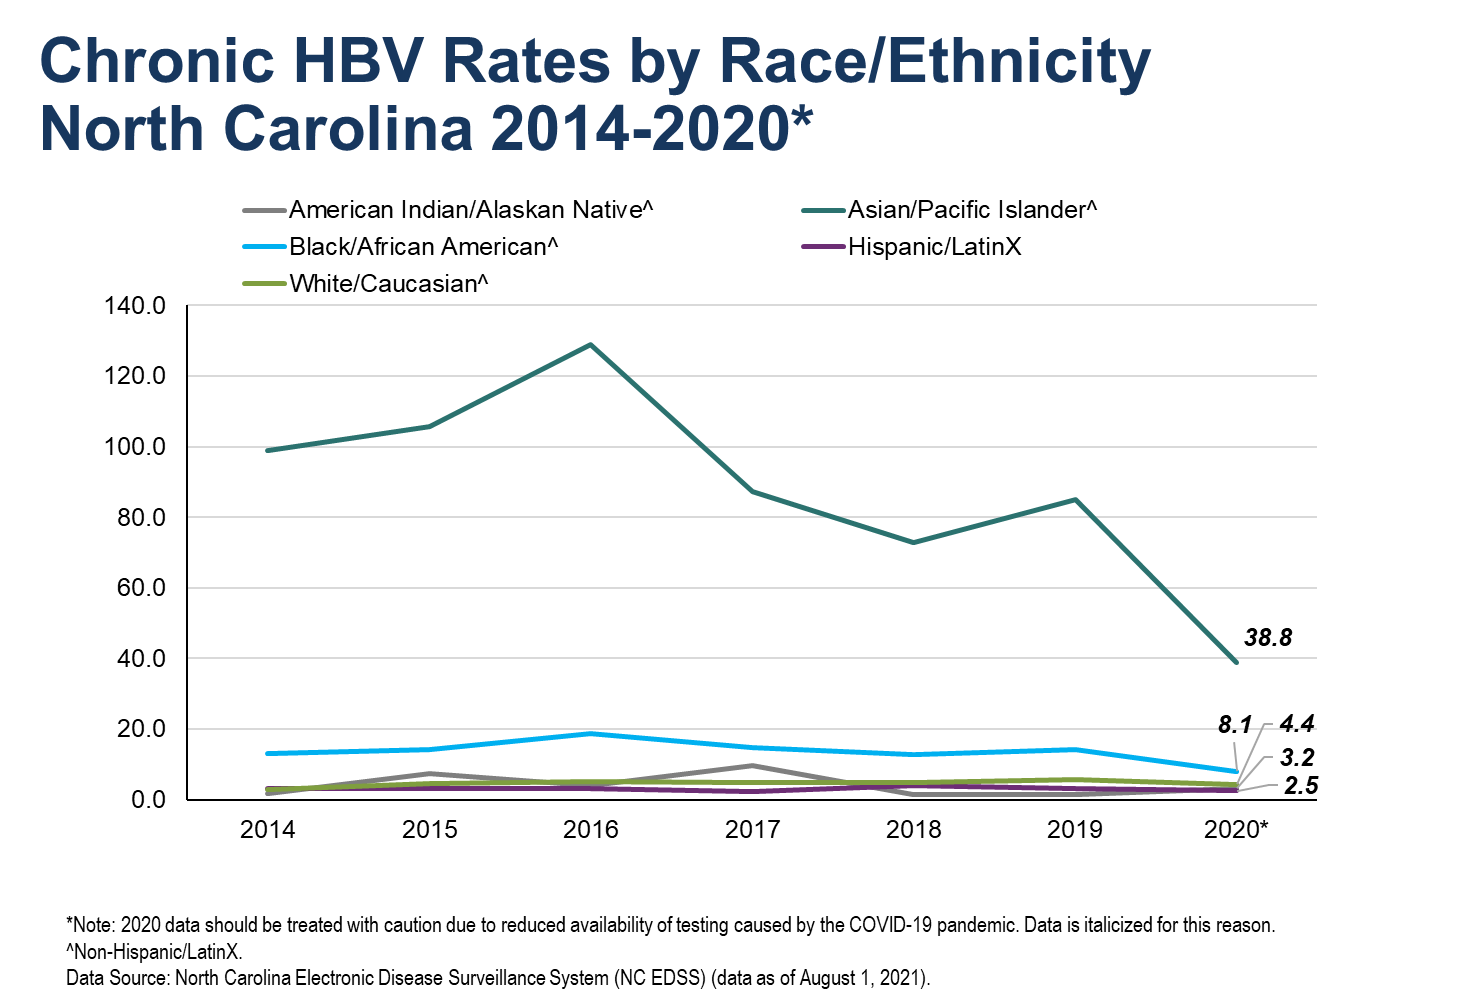 Chronic HBV Rates by Race/Ethnicity
North Carolina 2014-2020*
American Indian/Alaskan Native^
Asian/Pacific Islander^
Black/African American^
Hispanic/LatinX
White/Caucasian^
140.0
120.0
100.0
80.0
60.0
40.0
20.0
0.0
38.8
8.1
4.4
3.2
2.5
2014
2015
2016
2017
2018
2019
2020*
*Note: 2020 data should be treated with caution due to reduced availability of testing caused by the COVID-19 pandemic. Data is italicized for this reason.
^Non-Hispanic/LatinX.
Data Source: North Carolina Electronic Disease Surveillance System (NC EDSS) (data as of August 1, 2021).